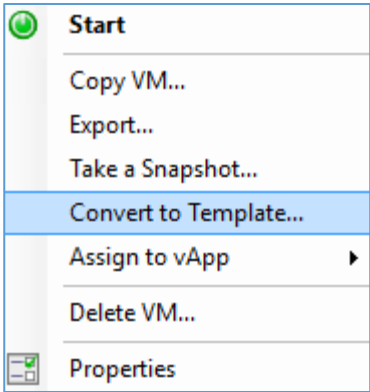 Start
Copy VM...
Export...
Take a Snapshot...
Convert to Template...
Assign to vApp
Delete VM...
Properties